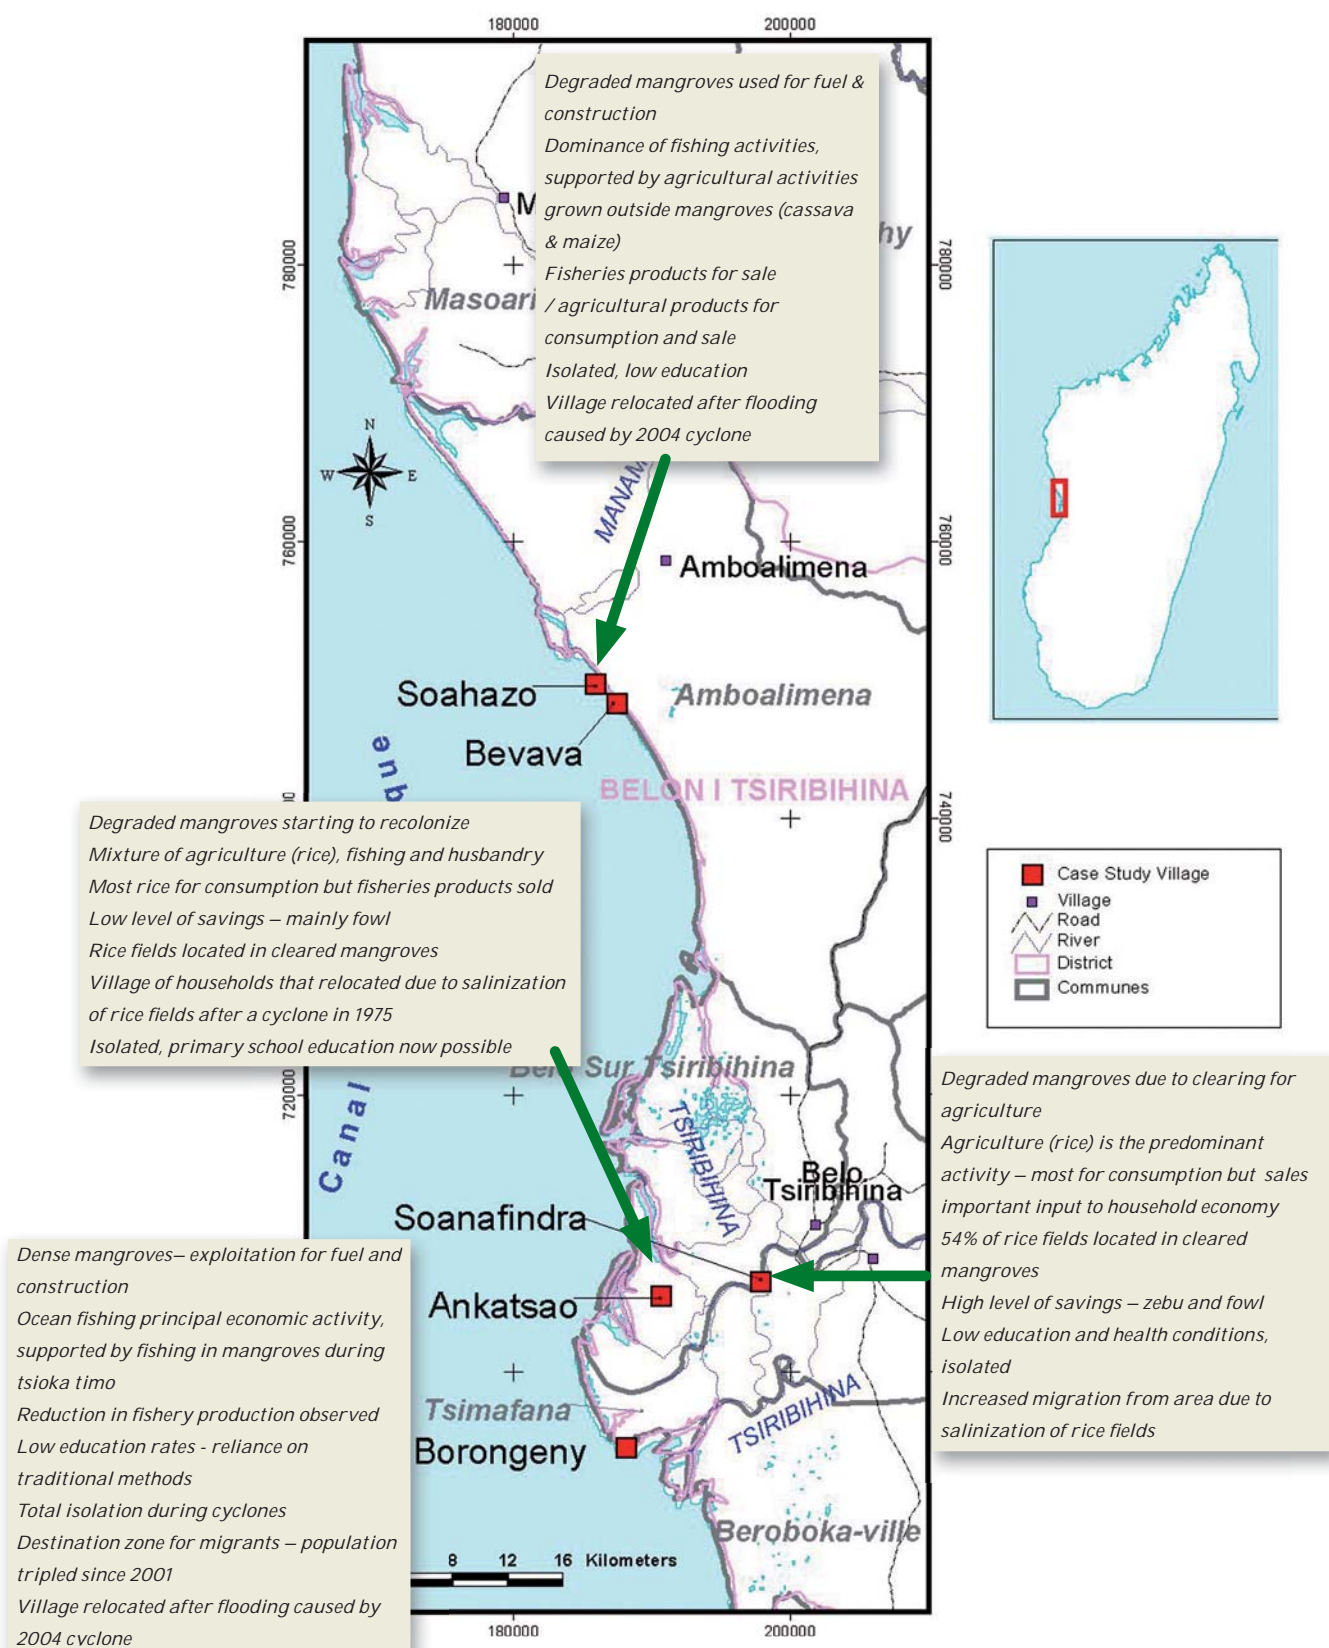 180000
200000
Degraded mangroves used for fuel &
construction
Dominance of fishing activities,
supported by agricultural activities
grown outside mangroves (cassava
& maize)
Fisheries products for sale
/ agricultural products for
consumption and sale
Isolated, low education
Village relocated after flooding
caused by 2004 cyclone
M
hy
780000
780000
Masoari
N
W E
S
MANAM
760000
760000
Amboalimena
Soahazo
Amboalimena
Bevava
BELON I TSIRIBIHINA
740000
Degraded mangroves starting to recolonize
Mixture of agriculture (rice), fishing and husbandry
Most rice for consumption but fisheries products sold
Low level of savings – mainly fowl
Rice fields located in cleared mangroves
Village of households that relocated due to salinization
of rice fields after a cyclone in 1975
Isolated, primary school education now possible
Case Study Village
Village
Road
River
District
Communes
Belo Sur Tsiribihina
720000
Canal
TSIRIBIHINA
Belo
Tsiribihina
Soanafindra
Ankatsao
Degraded mangroves due to clearing for
agriculture
Agriculture (rice) is the predominant
activity – most for consumption but sales
important input to household economy
54% of rice fields located in cleared
mangroves
High level of savings – zebu and fowl
Low education and health conditions,
isolated
Increased migration from area due to
salinization of rice fields
Dense mangroves– exploitation for fuel and
construction
Ocean fishing principal economic activity,
supported by fishing in mangroves during
tsioka timo
Reduction in fishery production observed
Low education rates - reliance on
traditional methods
Total isolation during cyclones
Destination zone for migrants – population
tripled since 2001
Village relocated after flooding caused by
2004 cyclone
Tsimafana
TSIRIBIHINA
Borongeny
Beroboka-ville
8 12 16 Kilometers
180000
200000